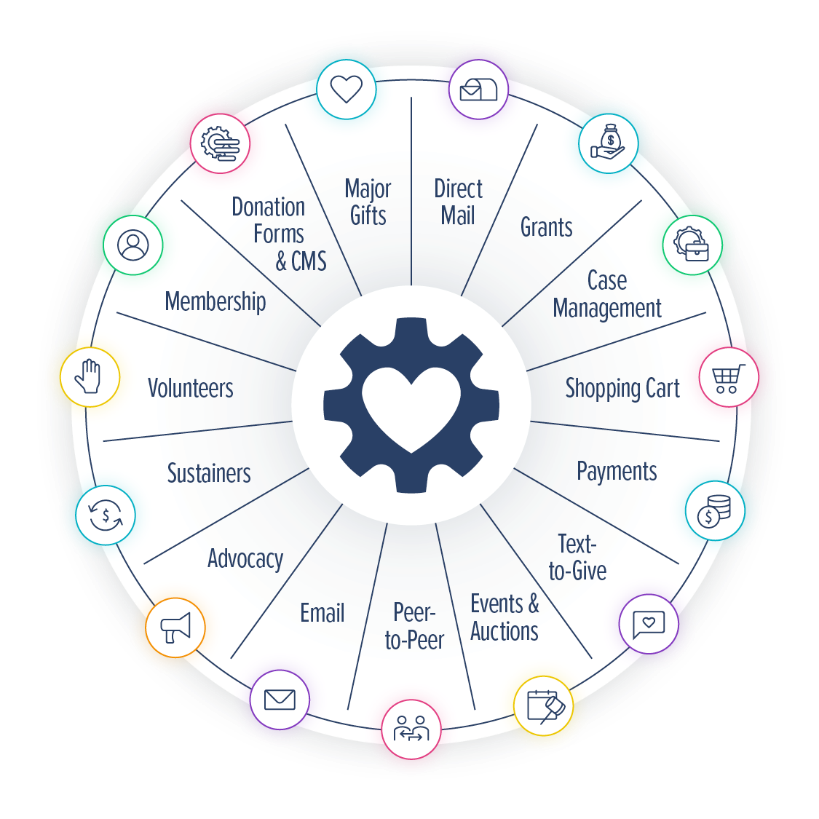 Major
Gifts
Direct
Mail
Grants
Case
Management
Shopping Cart
Payments
Text-
to-Give
Events &
Auctions
Peer-
to-Peer
Email
Advocacy
Sustainers
Volunteers
Membership
Donation
Forms
& CMS
$
$
$